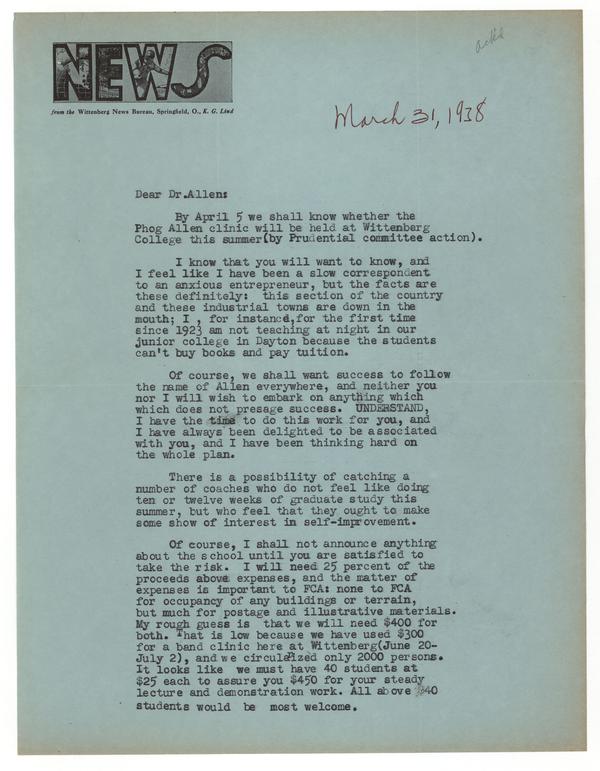 ack'd
NEWS
from the Wittenberg News Bureau, Springfield, O., K. G. Lind
March 31, 1938
Dear Dr.Allen:
By April 5 we shall know whether the
Phog Allen clinic will be held at Wittenberg
College this summer(by Prudential committee action).
I know that you will want to know, and
I feel like I have been a slow correspondent
to an anxious entrepreneur, but the facts are
these definitely: this section of the country
and these industrial towns are down in the
mouth; I , for instance,for the first time
since 1923 am not teaching at night in our
junior college in Dayton because the students
can't buy books and pay tuition.
Of course, we shall want success to follow
the name of Allen everywhere, and neither you
nor I will wish to embark on anything which
which does not presage success. UNDERSTAND,
I have the time to do this work for you, and
I have always been delighted to be associated
with you, and I have been thinking hard on
the whole plan.
There is a possibility of catching a
number of coaches who do not feel like doing
ten or twelve weeks of graduate study this
summer, but who feel that they ought to make
some show of interest in self-improvement.
Of course, I shall not announce anything
about the school until you are satisfied to
take the risk. I will need 25 percent of the
proceeds above expenses, and the matter of
expenses is important to FCA: none to FCA
for occupancy of any buildings or terrain,
but much for postage and illustrative materials.
My rough guess is that we will need $400 for
both. That is low because we have used $300
for a band clinic here at Wittenberg(June 20-
July 2), and we circulalized only 2000 persons.
It looks like we must have 40 students at
$25 each to assure you $450 for your steady
lecture and demonstration work. All above 40
students would be most welcome.